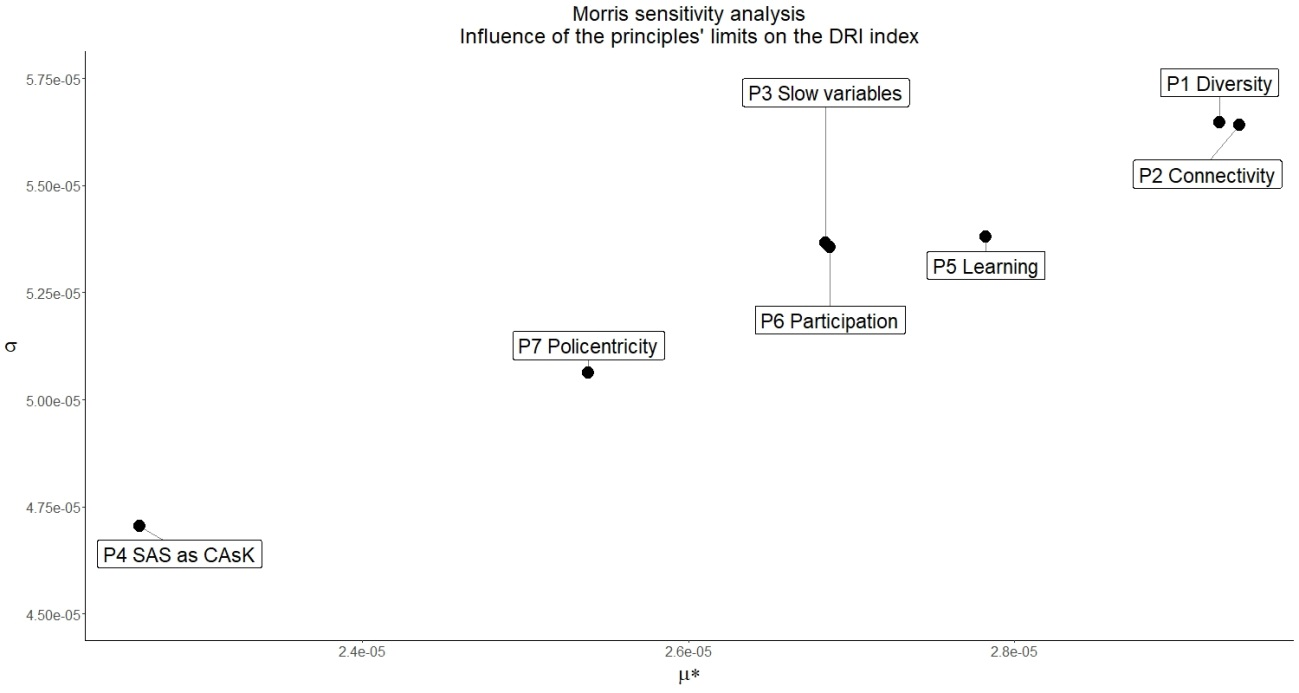 Morris sensitivity analysis
Influence of the principles' limits on the DRI index
5.75e-05
5.50e-05
5.25e-05
5.00e-05
4.75e-05
4.50e-05
σ
P3 Slow variables
P1 Diversity
P2 Connectivity
P5 Learning
P6 Participation
P7 Policentricity
P4 SAS as CAsK
2.4e-05
2.6e-05
2.8e-05
μ*